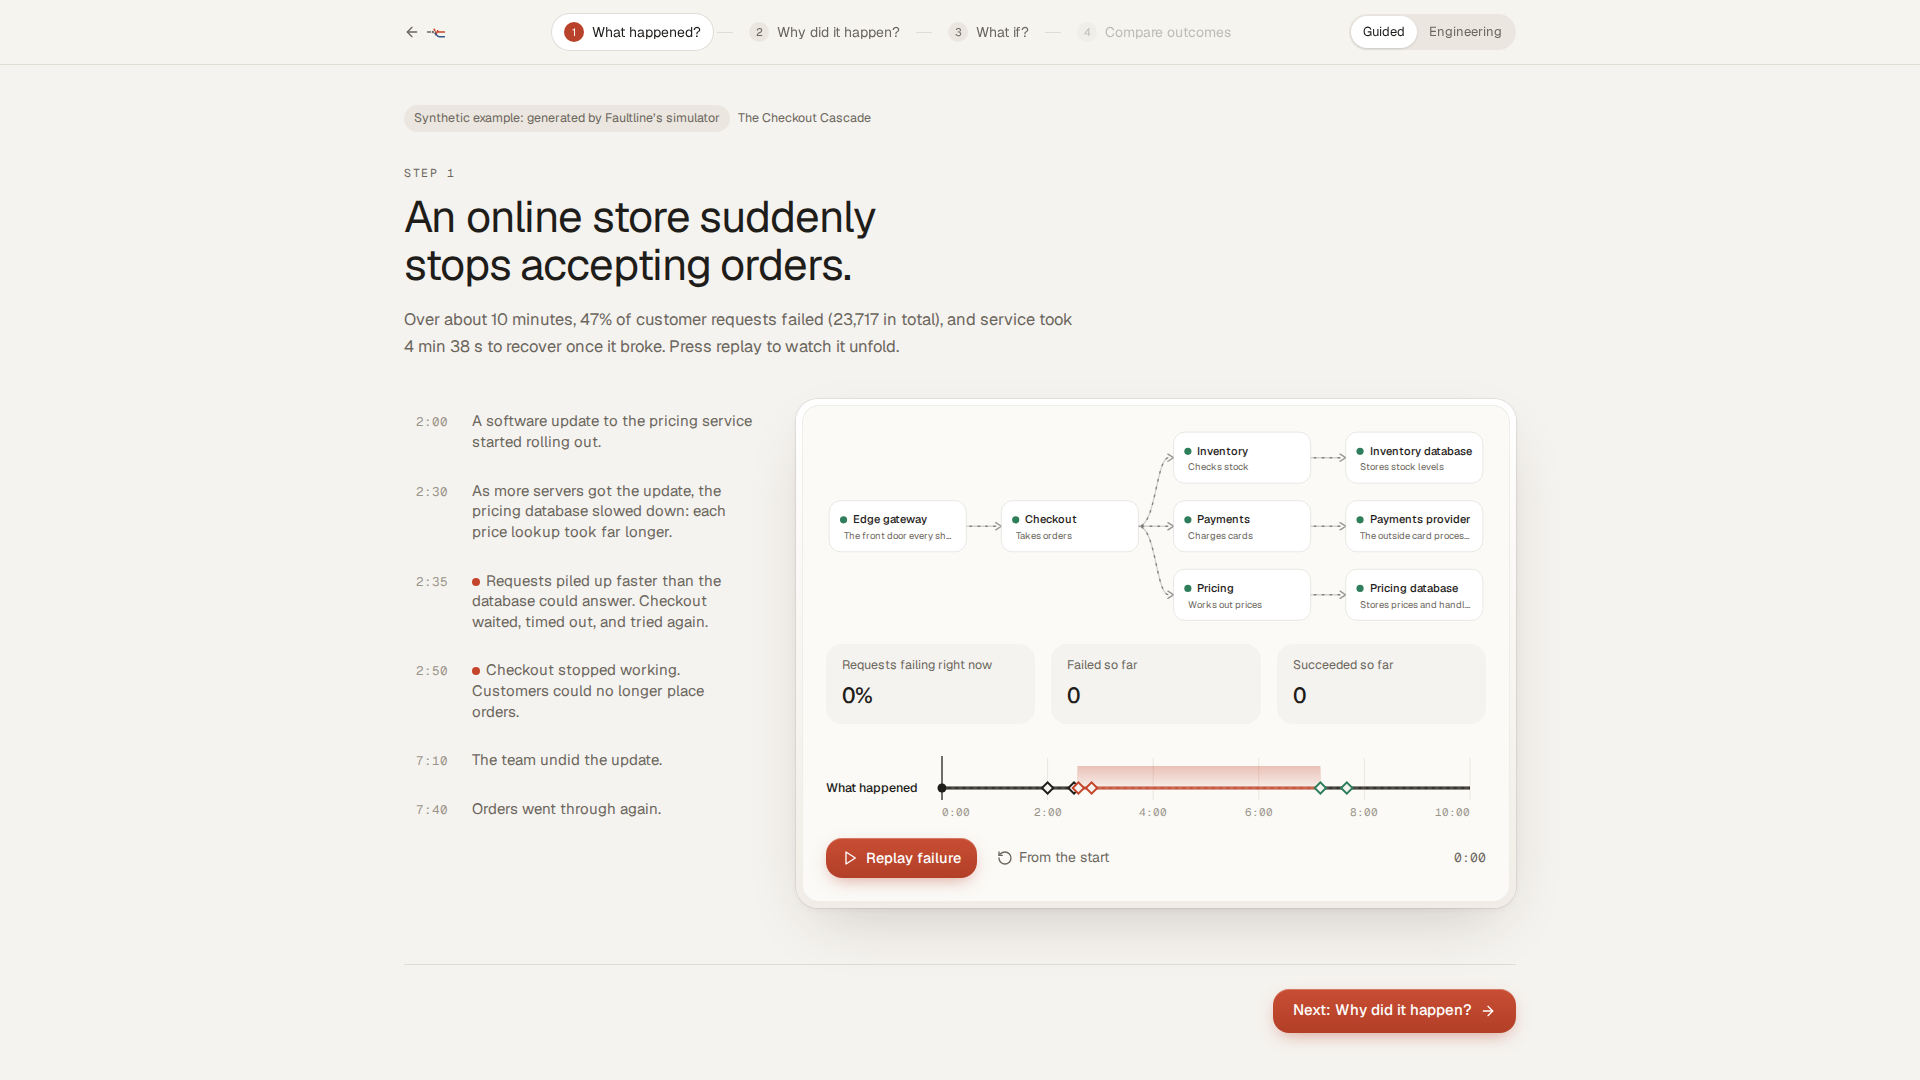 1 What happened?
2 Why did it happen?
3 What if?
4 Compare outcomes
Guided
Engineering
Synthetic example: generated by Faultline's simulator
The Checkout Cascade
STEP 1
An online store suddenly
stops accepting orders.
Over about 10 minutes, 47% of customer requests failed (23,717 in total), and service took
4 min 38 s to recover once it broke. Press replay to watch it unfold.
2:00 A software update to the pricing service
started rolling out.
2:30 As more servers got the update, the
pricing database slowed down: each
price lookup took far longer.
2:35 Requests piled up faster than the
database could answer. Checkout
waited, timed out, and tried again.
2:50 Checkout stopped working.
Customers could no longer place
orders.
7:10 The team undid the update.
7:40 Orders went through again.
Edge gateway
The front door every sh…
Checkout
Takes orders
Inventory
Checks stock
Inventory database
Stores stock levels
Payments
Charges cards
Payments provider
The outside card proces…
Pricing
Works out prices
Pricing database
Stores prices and handl…
Requests failing right now
0%
Failed so far
0
Succeeded so far
0
What happened
0:00 2:00 4:00 6:00 8:00 10:00
Replay failure
From the start
0:00
Next: Why did it happen?